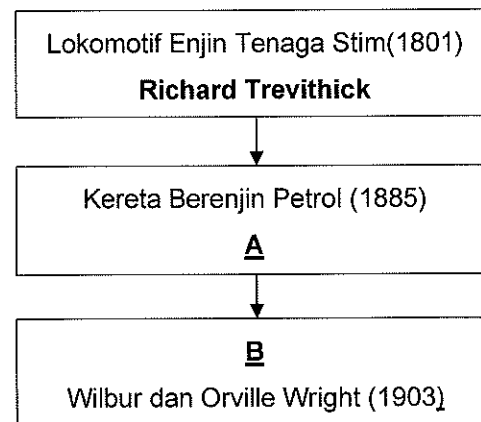 Lokomotif Enjin Tenaga Stim(1801)
Richard Trevithick
Kereta Berenjin Petrol (1885)
A
B
Wilbur dan Orville Wright (1903)